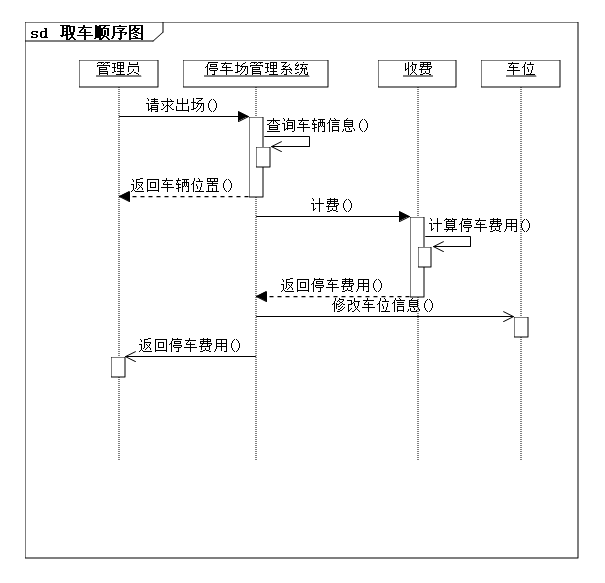 sd 取车顺序图
管理员 停车场管理系统 收费 车位
请求出场()
查询车辆信息()
返回车辆位置()
计费()
计算停车费用()
返回停车费用()
修改车位信息()
返回停车费用()